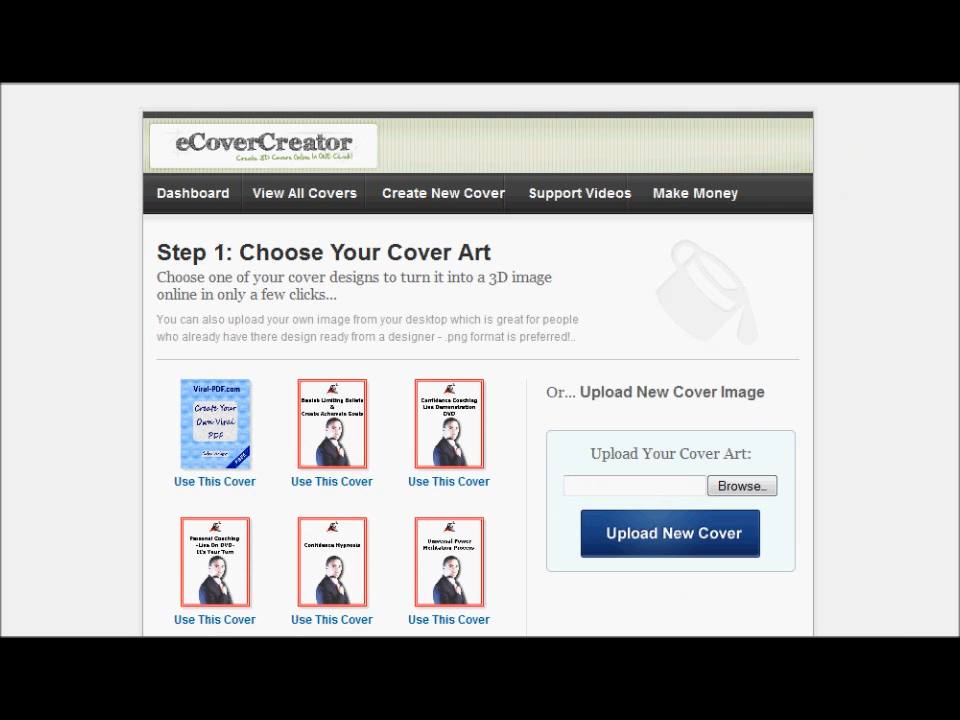 eCoverCreator
Create 3D Covers Online In ONE Click!
Dashboard
View All Covers
Create New Cover
Support Videos
Make Money
Step 1: Choose Your Cover Art
Choose one of your cover designs to turn it into a 3D image
online in only a few clicks...
You can also upload your own image from your desktop which is great for people
who already have there design ready from a designer - .png format is preferred!..
Viral-PDF.com
Create Your
Own Viral
PDF
FREE
Use This Cover
Banish Limiting Beliefs
&
Create Achievable Goals
Use This Cover
Confidence Coaching
Live Demonstration
DVD
Use This Cover
Or... Upload New Cover Image
Upload Your Cover Art:
Browse...
Upload New Cover
Personal Coaching
-Live On DVD-
It's Your Turn
Use This Cover
Confidence Hypnosis
Use This Cover
Universal Power
Meditation Process
Use This Cover